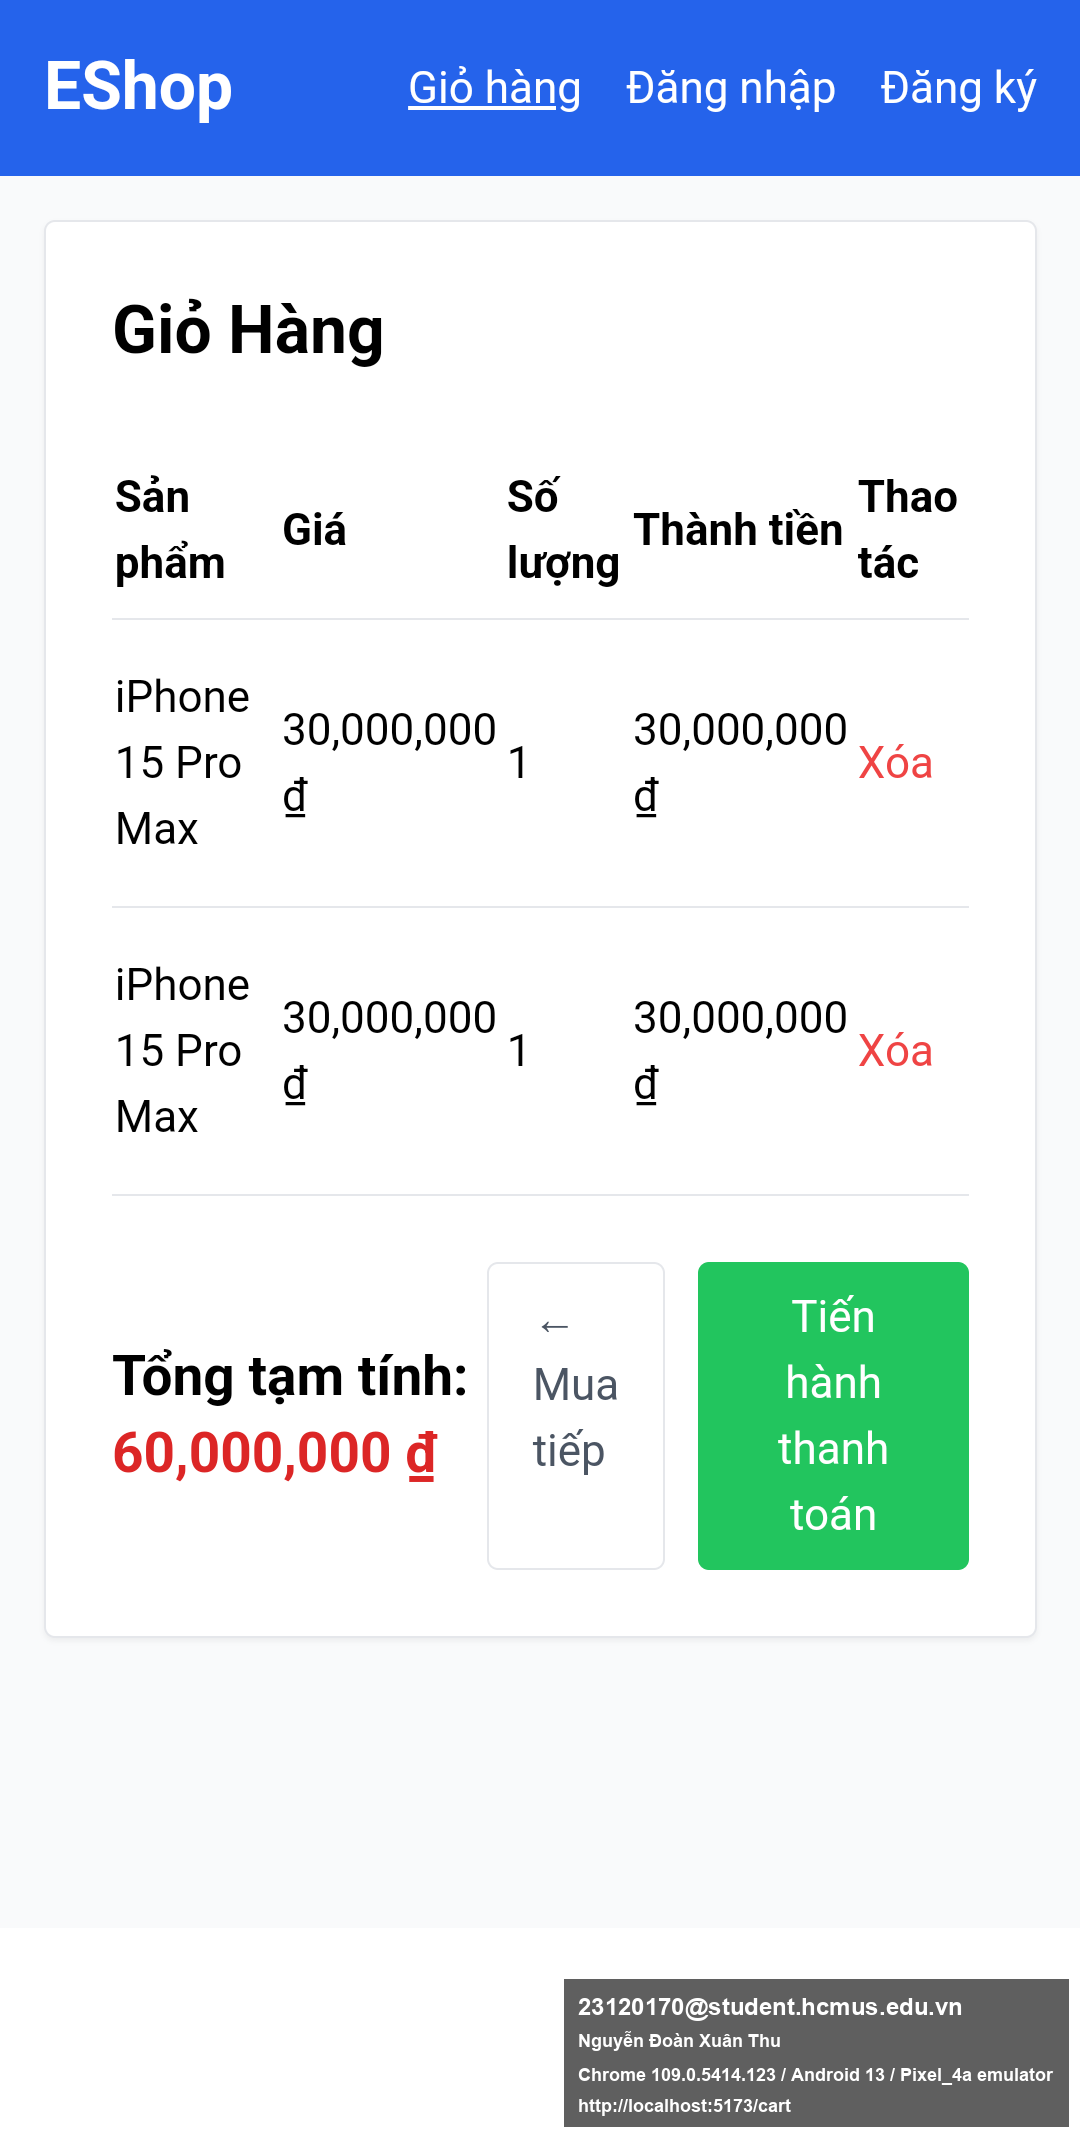 EShop
Giỏ hàng Đăng nhập Đăng ký
Giỏ Hàng
Sản phẩm Giá Số lượng Thành tiền Thao tác
iPhone 15 Pro Max 30,000,000 ₫ 1 30,000,000 ₫ Xóa
iPhone 15 Pro Max 30,000,000 ₫ 1 30,000,000 ₫ Xóa
Tổng tạm tính:
60,000,000 ₫
←
Mua
tiếp
Tiến
hành
thanh
toán
23120170@student.hcmus.edu.vn
Nguyễn Đoàn Xuân Thu
Chrome 109.0.5414.123 / Android 13 / Pixel_4a emulator
http://localhost:5173/cart